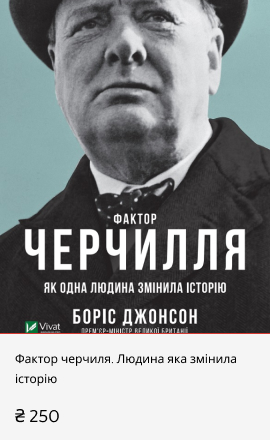 ФАКТОР
ЧЕРЧИЛЛЯ
ЯК ОДНА ЛЮДИНА ЗМІНИЛА ІСТОРІЮ
Vivat
БОРІС ДЖОНСОН
ПРЕМ'ЄР-МІНІСТР ВЕЛИКОЇ БРИТАНІЇ
Фактор черчиля. Людина яка змінила
історію
₴ 250